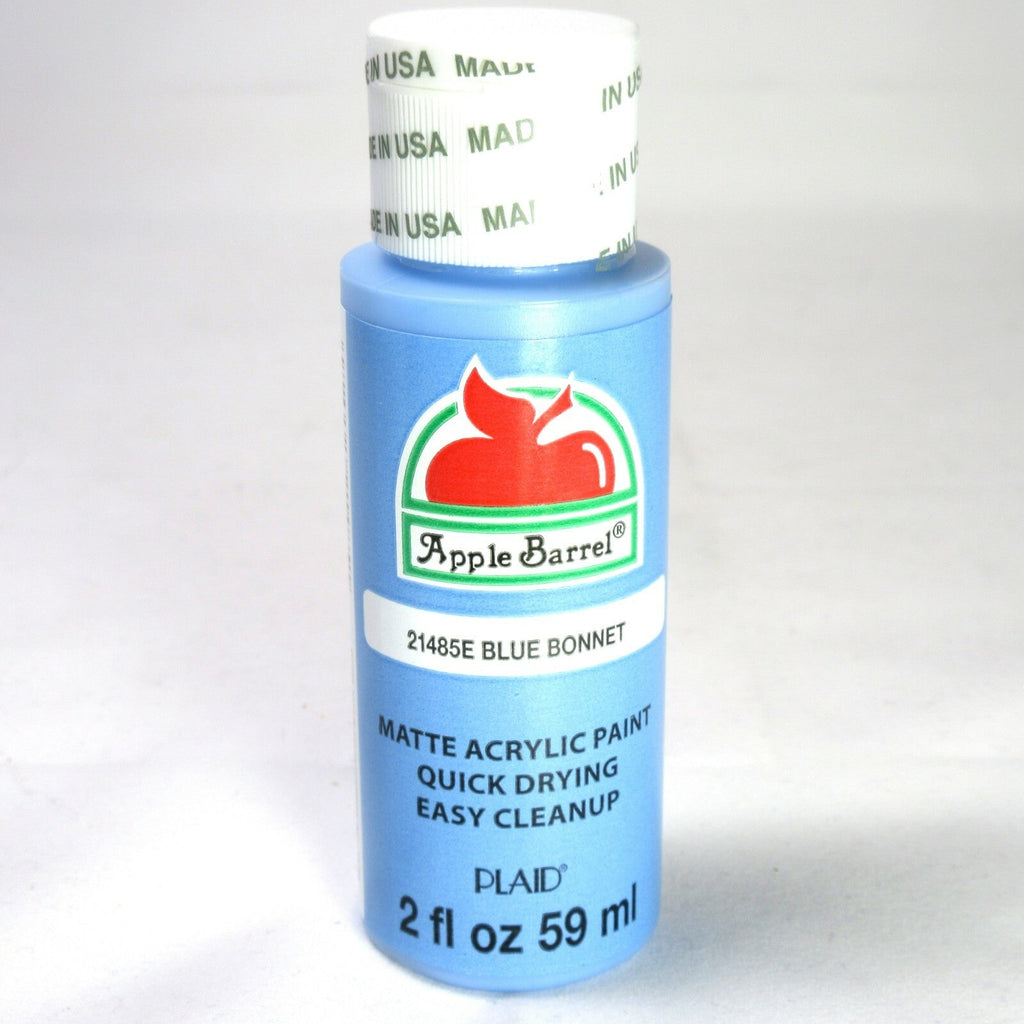 IN USA MADE
IN US
IN USA MAD
IN U
IN USA MA
Apple Barrel®
21485E BLUE BONNET
MATTE ACRYLIC PAINT
QUICK DRYING
EASY CLEANUP
PLAID®
2 fl oz 59 ml